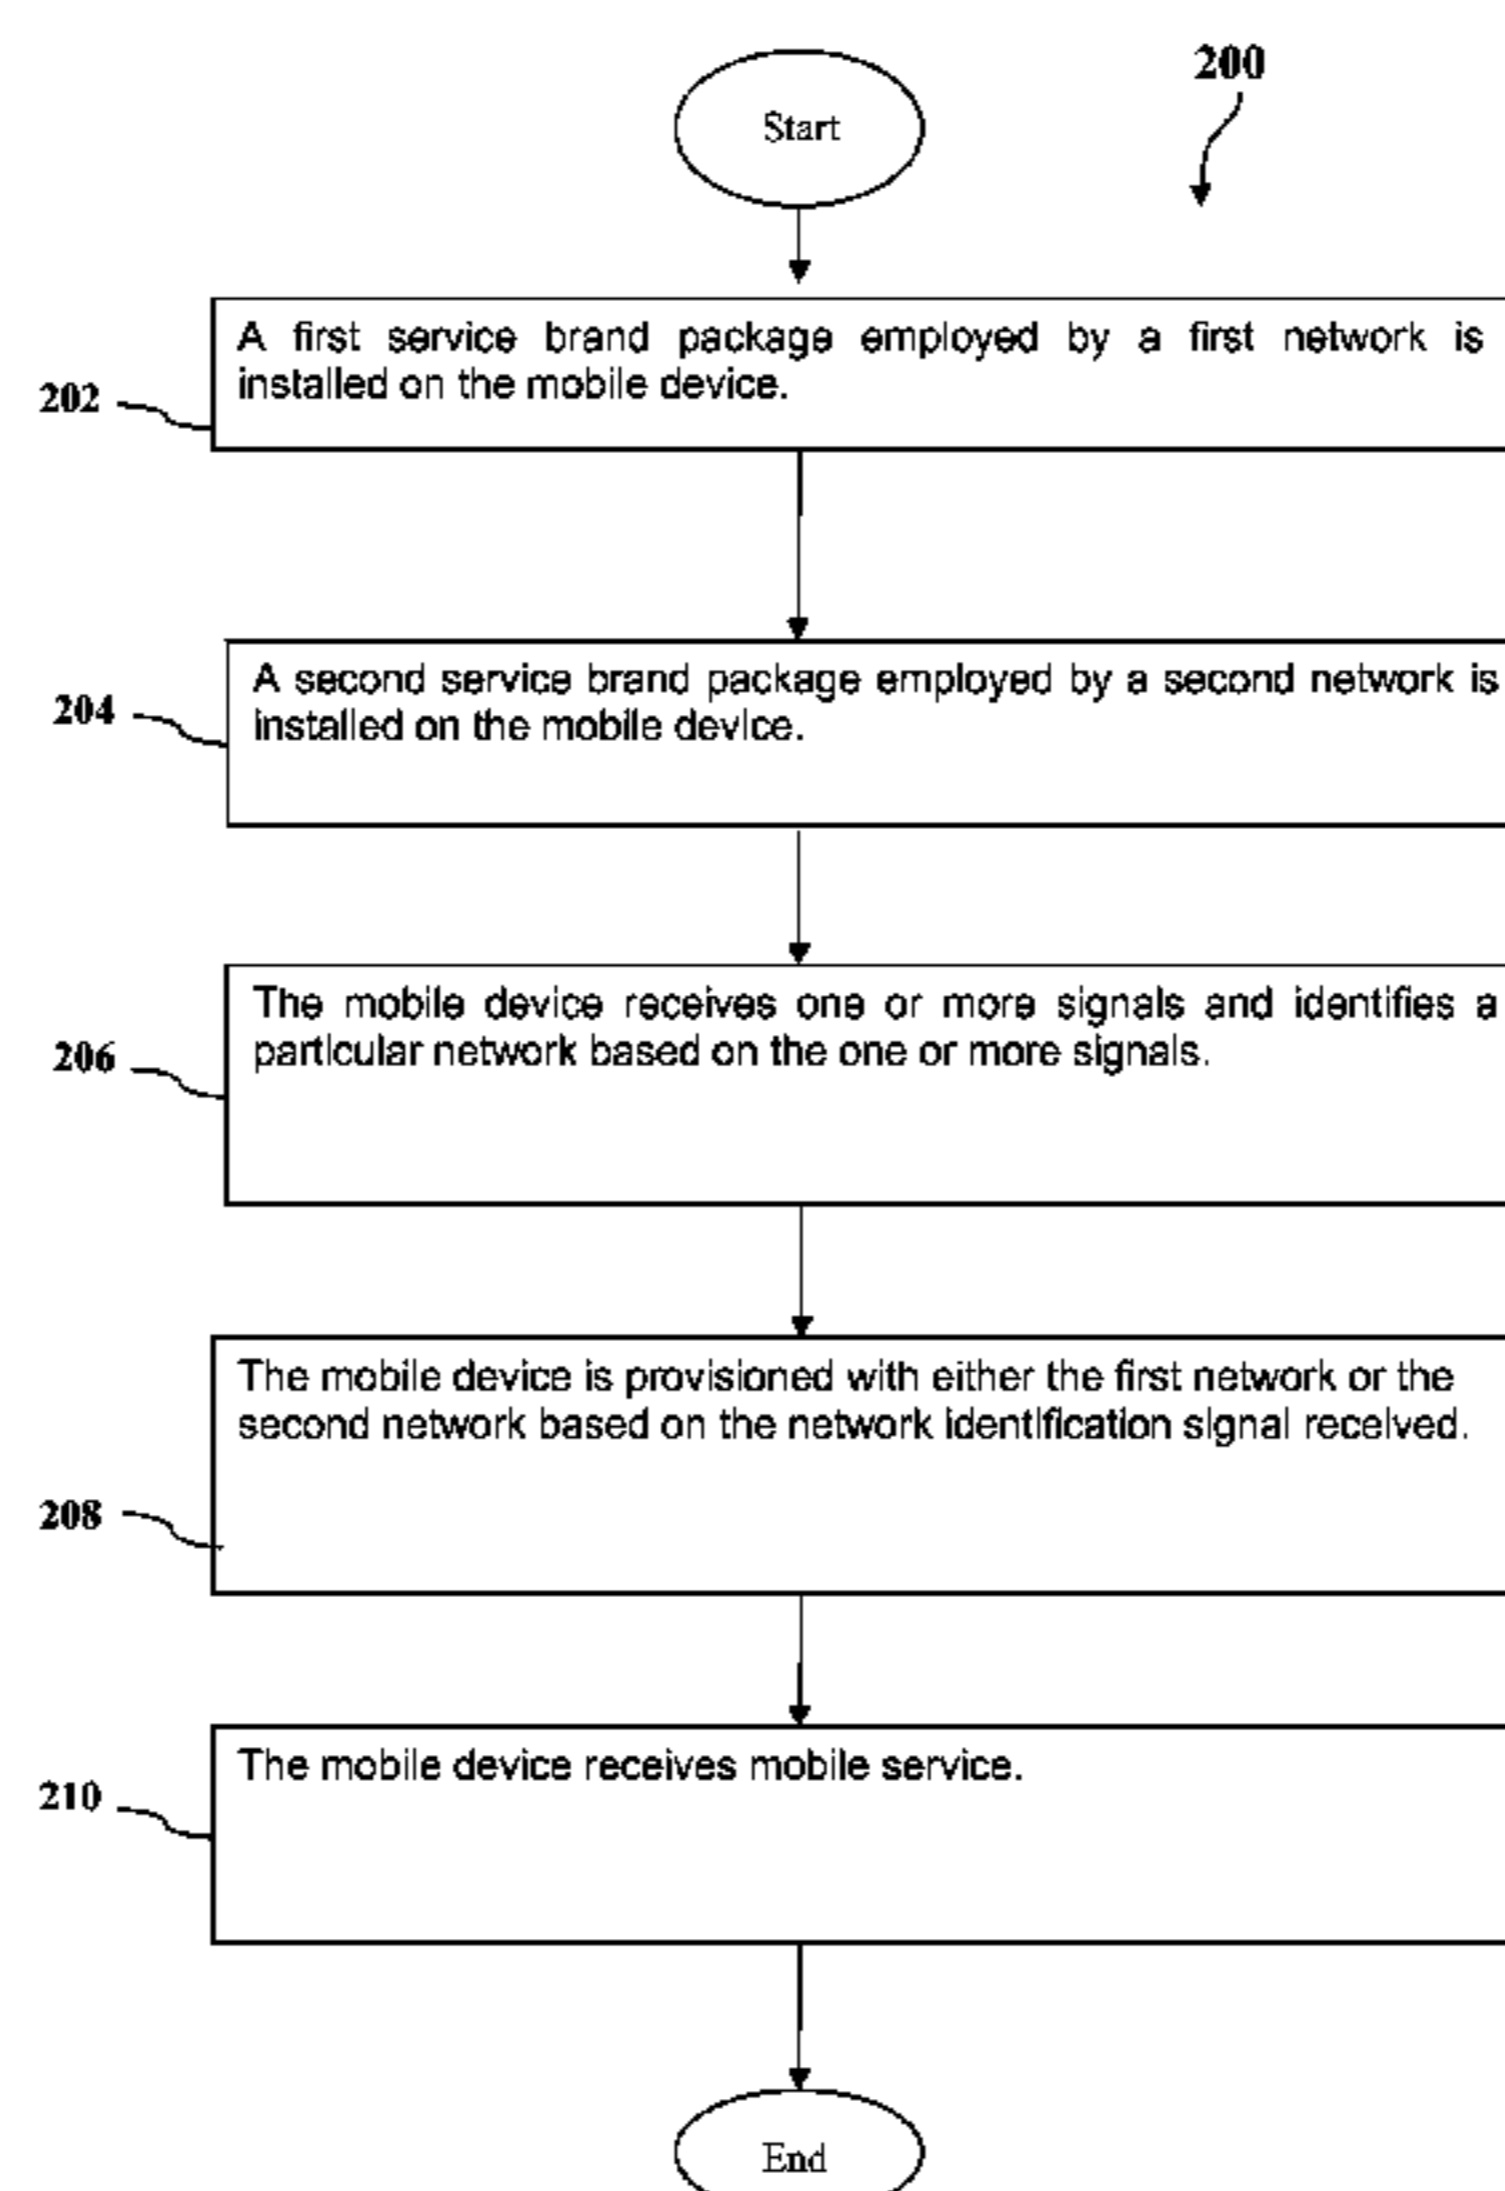 200
Start
A first service brand package employed by a first network is
installed on the mobile device.
202
A second service brand package employed by a second network is
installed on the mobile device.
204
The mobile device receives one or more signals and identifies a
particular network based on the one or more signals.
206
The mobile device is provisioned with either the first network or the
second network based on the network identification signal received.
208
The mobile device receives mobile service.
210
End